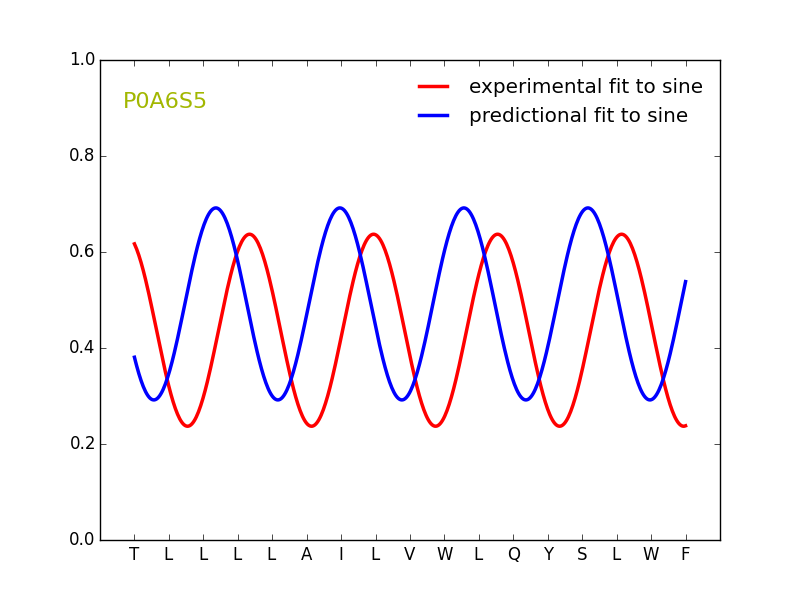 P0A6S5
experimental fit to sine
predictional fit to sine
1.0
0.8
0.6
0.4
0.2
0.0
T L L L L A I L V W L Q Y S L W F